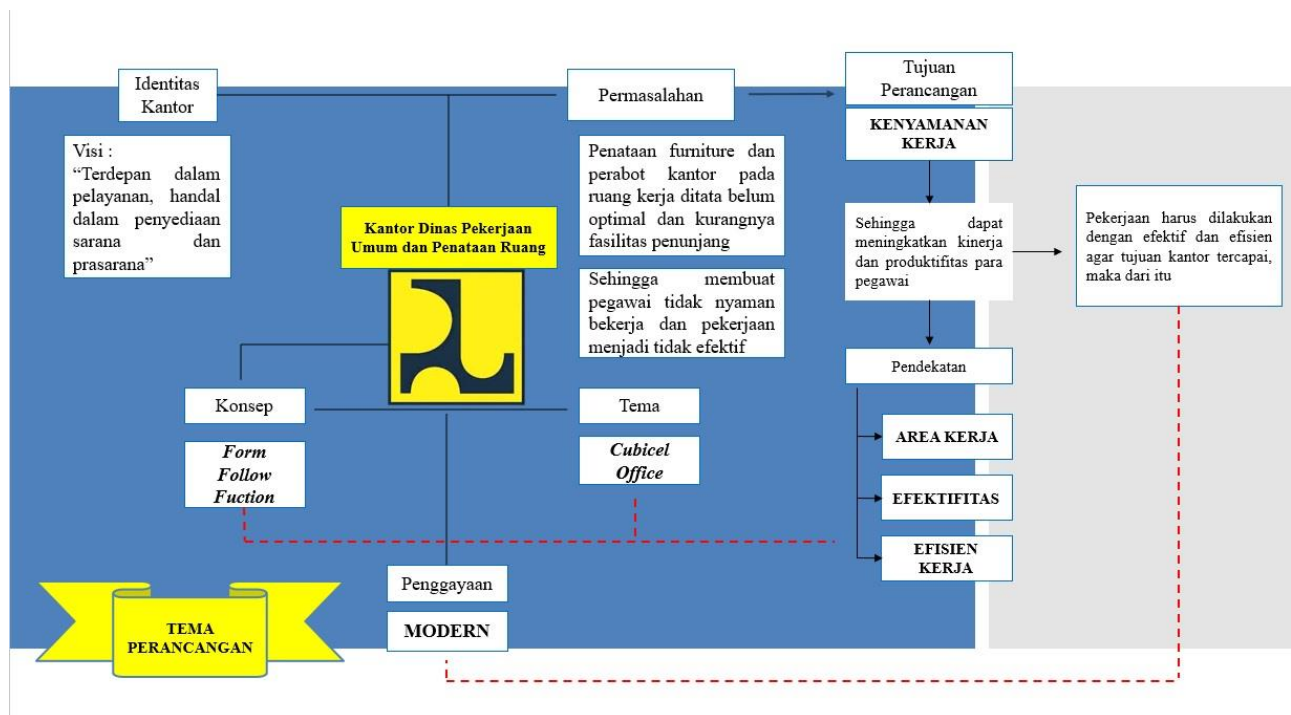 Identitas
Kantor
Permasalahan
Tujuan
Perancangan
KENYAMANAN
KERJA
Visi :
“Terdepan dalam
pelayanan, handal
dalam penyediaan
sarana dan
prasarana”
Kantor Dinas Pekerjaan
Umum dan Penataan Ruang
Penataan furniture dan
perabot kantor pada
ruang kerja ditata belum
optimal dan kurangnya
fasilitas penunjang
Sehingga membuat
pegawai tidak nyaman
bekerja dan pekerjaan
menjadi tidak efektif
Sehingga dapat
meningkatkan kinerja
dan produktifitas para
pegawai
Pekerjaan harus dilakukan
dengan efektif dan efisien
agar tujuan kantor tercapai,
maka dari itu
Pendekatan
AREA KERJA
EFEKTIFITAS
EFISIEN
KERJA
Konsep
Form
Follow
Fuction
Tema
Cubicel
Office
Penggayaan
MODERN
TEMA
PERANCANGAN